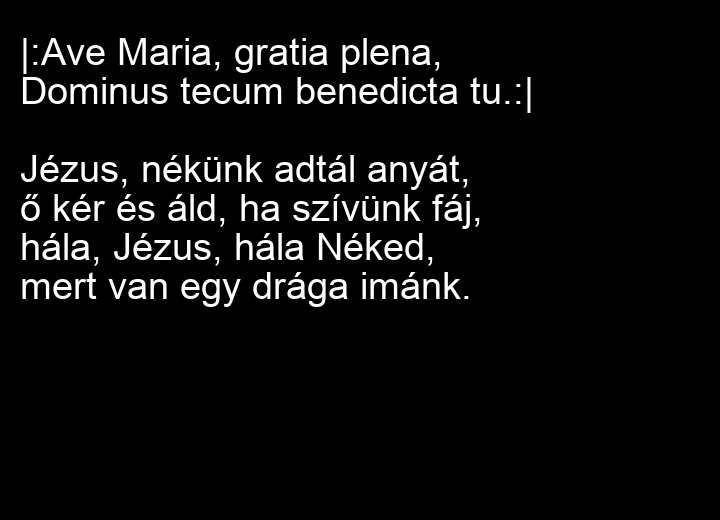 |:Ave Maria, gratia plena,
Dominus tecum benedicta tu.:|
Jézus, nékünk adtál anyát,
ő kér és áld, ha szívünk fáj,
hála, Jézus, hála Néked,
mert van egy drága imánk.